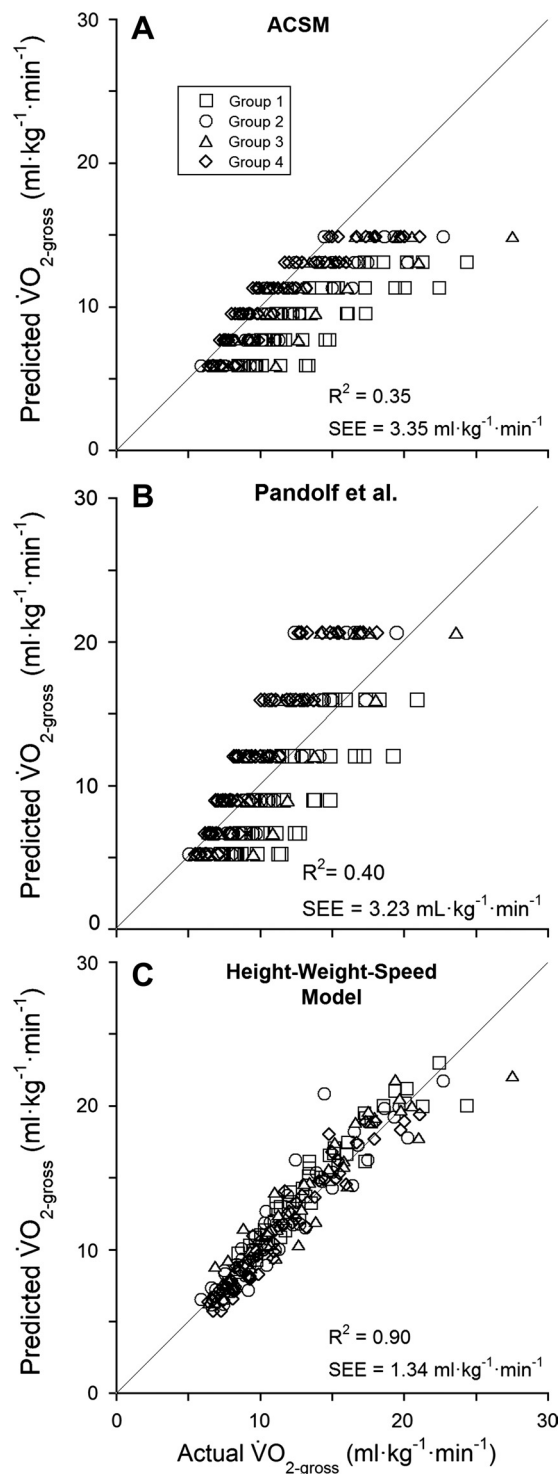 A
ACSM
30
20
10
0
Predicted V̇O₂-gross (ml·kg⁻¹·min⁻¹)
Group 1
Group 2
Group 3
Group 4
R² = 0.35
SEE = 3.35 ml·kg⁻¹·min⁻¹
B
Pandolf et al.
30
20
10
0
Predicted V̇O₂-gross (ml·kg⁻¹·min⁻¹)
R² = 0.40
SEE = 3.23 mL·kg⁻¹·min⁻¹
C
Height-Weight-Speed
Model
30
20
10
0
Predicted V̇O₂-gross (ml·kg⁻¹·min⁻¹)
R² = 0.90
SEE = 1.34 ml·kg⁻¹·min⁻¹
0 10 20 30
Actual V̇O₂-gross (ml·kg⁻¹·min⁻¹)